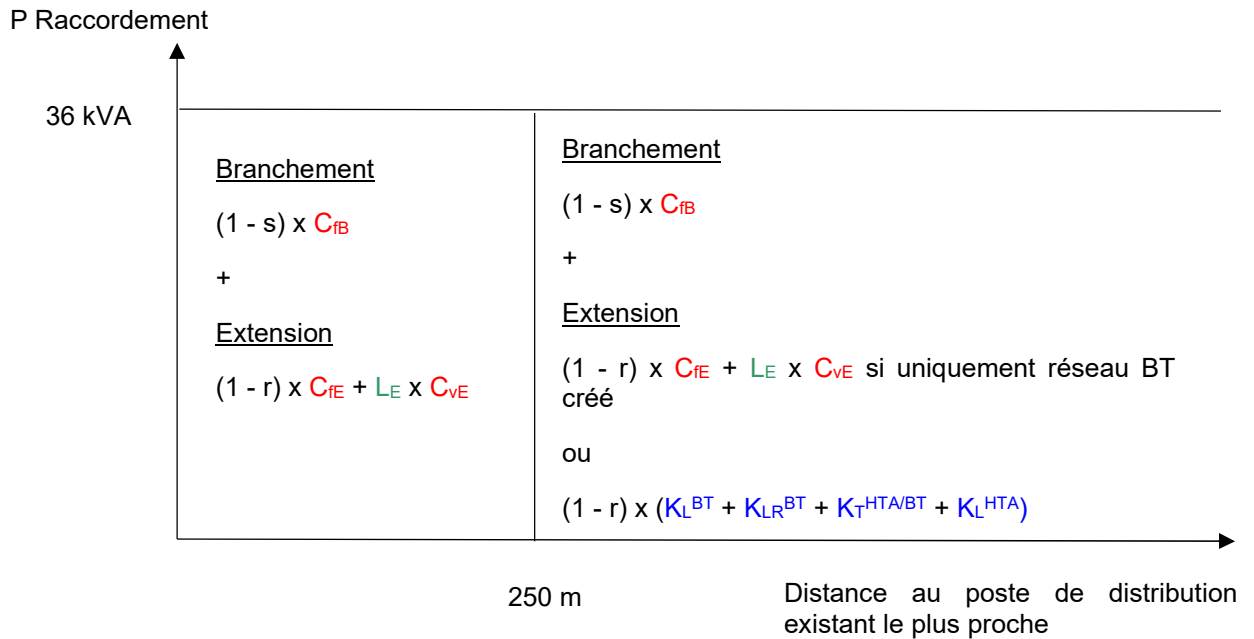 P Raccordement
36 kVA
Branchement
(1 - s) x CfB
+
Extension
(1 - r) x CfE + LE x CvE
Branchement
(1 - s) x CfB
+
Extension
(1 - r) x CfE + LE x CvE si uniquement réseau BT
créé
ou
(1 - r) x (KLBT + KLRBT + KTHTA/BT + KLHTA)
250 m
Distance au poste de distribution
existant le plus proche